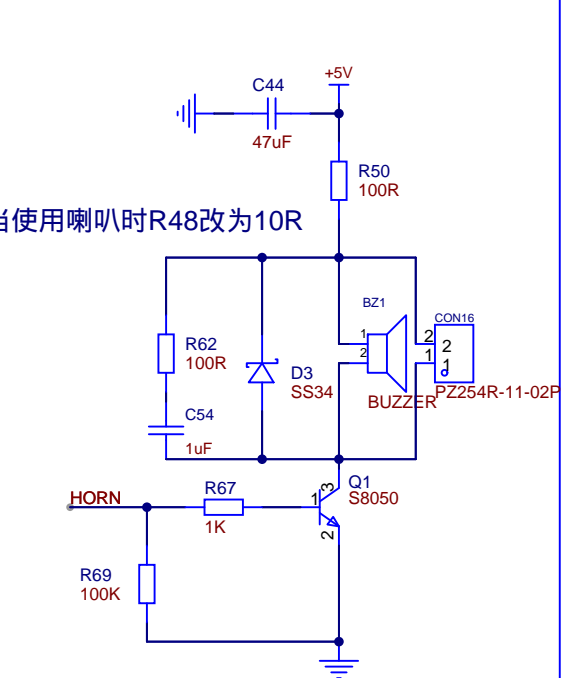 +5V
C44
47uF
R50
100R
当使用喇叭时R48改为10R
BZ1
CON16
1
2
2
1
2
1
R62
100R
D3
SS34
BUZZER
PZ254R-11-02P
C54
1uF
HORN
R67
1K
1
3
2
Q1
S8050
R69
100K